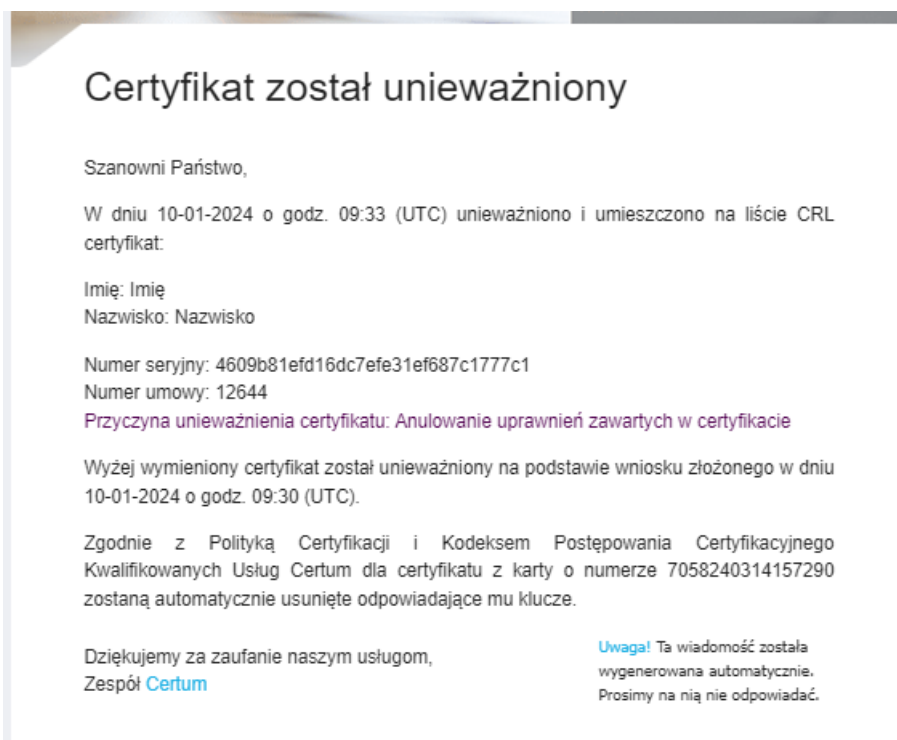 Certyfikat został unieważniony
Szanowni Państwo,
W dniu 10-01-2024 o godz. 09:33 (UTC) unieważniono i umieszczono na liście CRL
certyfikat:
Imię: Imię
Nazwisko: Nazwisko
Numer seryjny: 4609b81efd16dc7efe31ef687c1777c1
Numer umowy: 12644
Przyczyna unieważnienia certyfikatu: Anulowanie uprawnień zawartych w certyfikacie
Wyżej wymieniony certyfikat został unieważniony na podstawie wniosku złożonego w dniu
10-01-2024 o godz. 09:30 (UTC).
Zgodnie z Polityką Certyfikacji i Kodeksem Postępowania Certyfikacyjnego
Kwalifikowanych Usług Certum dla certyfikatu z karty o numerze 7058240314157290
zostaną automatycznie usunięte odpowiadające mu klucze.
Dziękujemy za zaufanie naszym usługom,
Zespół Certum
Uwaga! Ta wiadomość została
wygenerowana automatycznie.
Prosimy na nią nie odpowiadać.